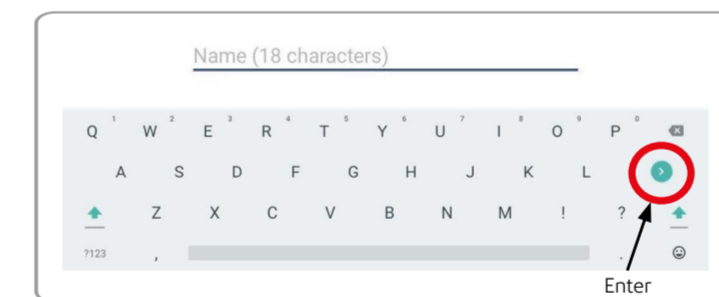 Name (18 characters)
Q 1 W 2 E 3 R 4 T 5 Y 6 U 7 I 8 O 9 P 0
A S D F G H J K L
Z X C V B N M ! ?
?123 , .
Enter